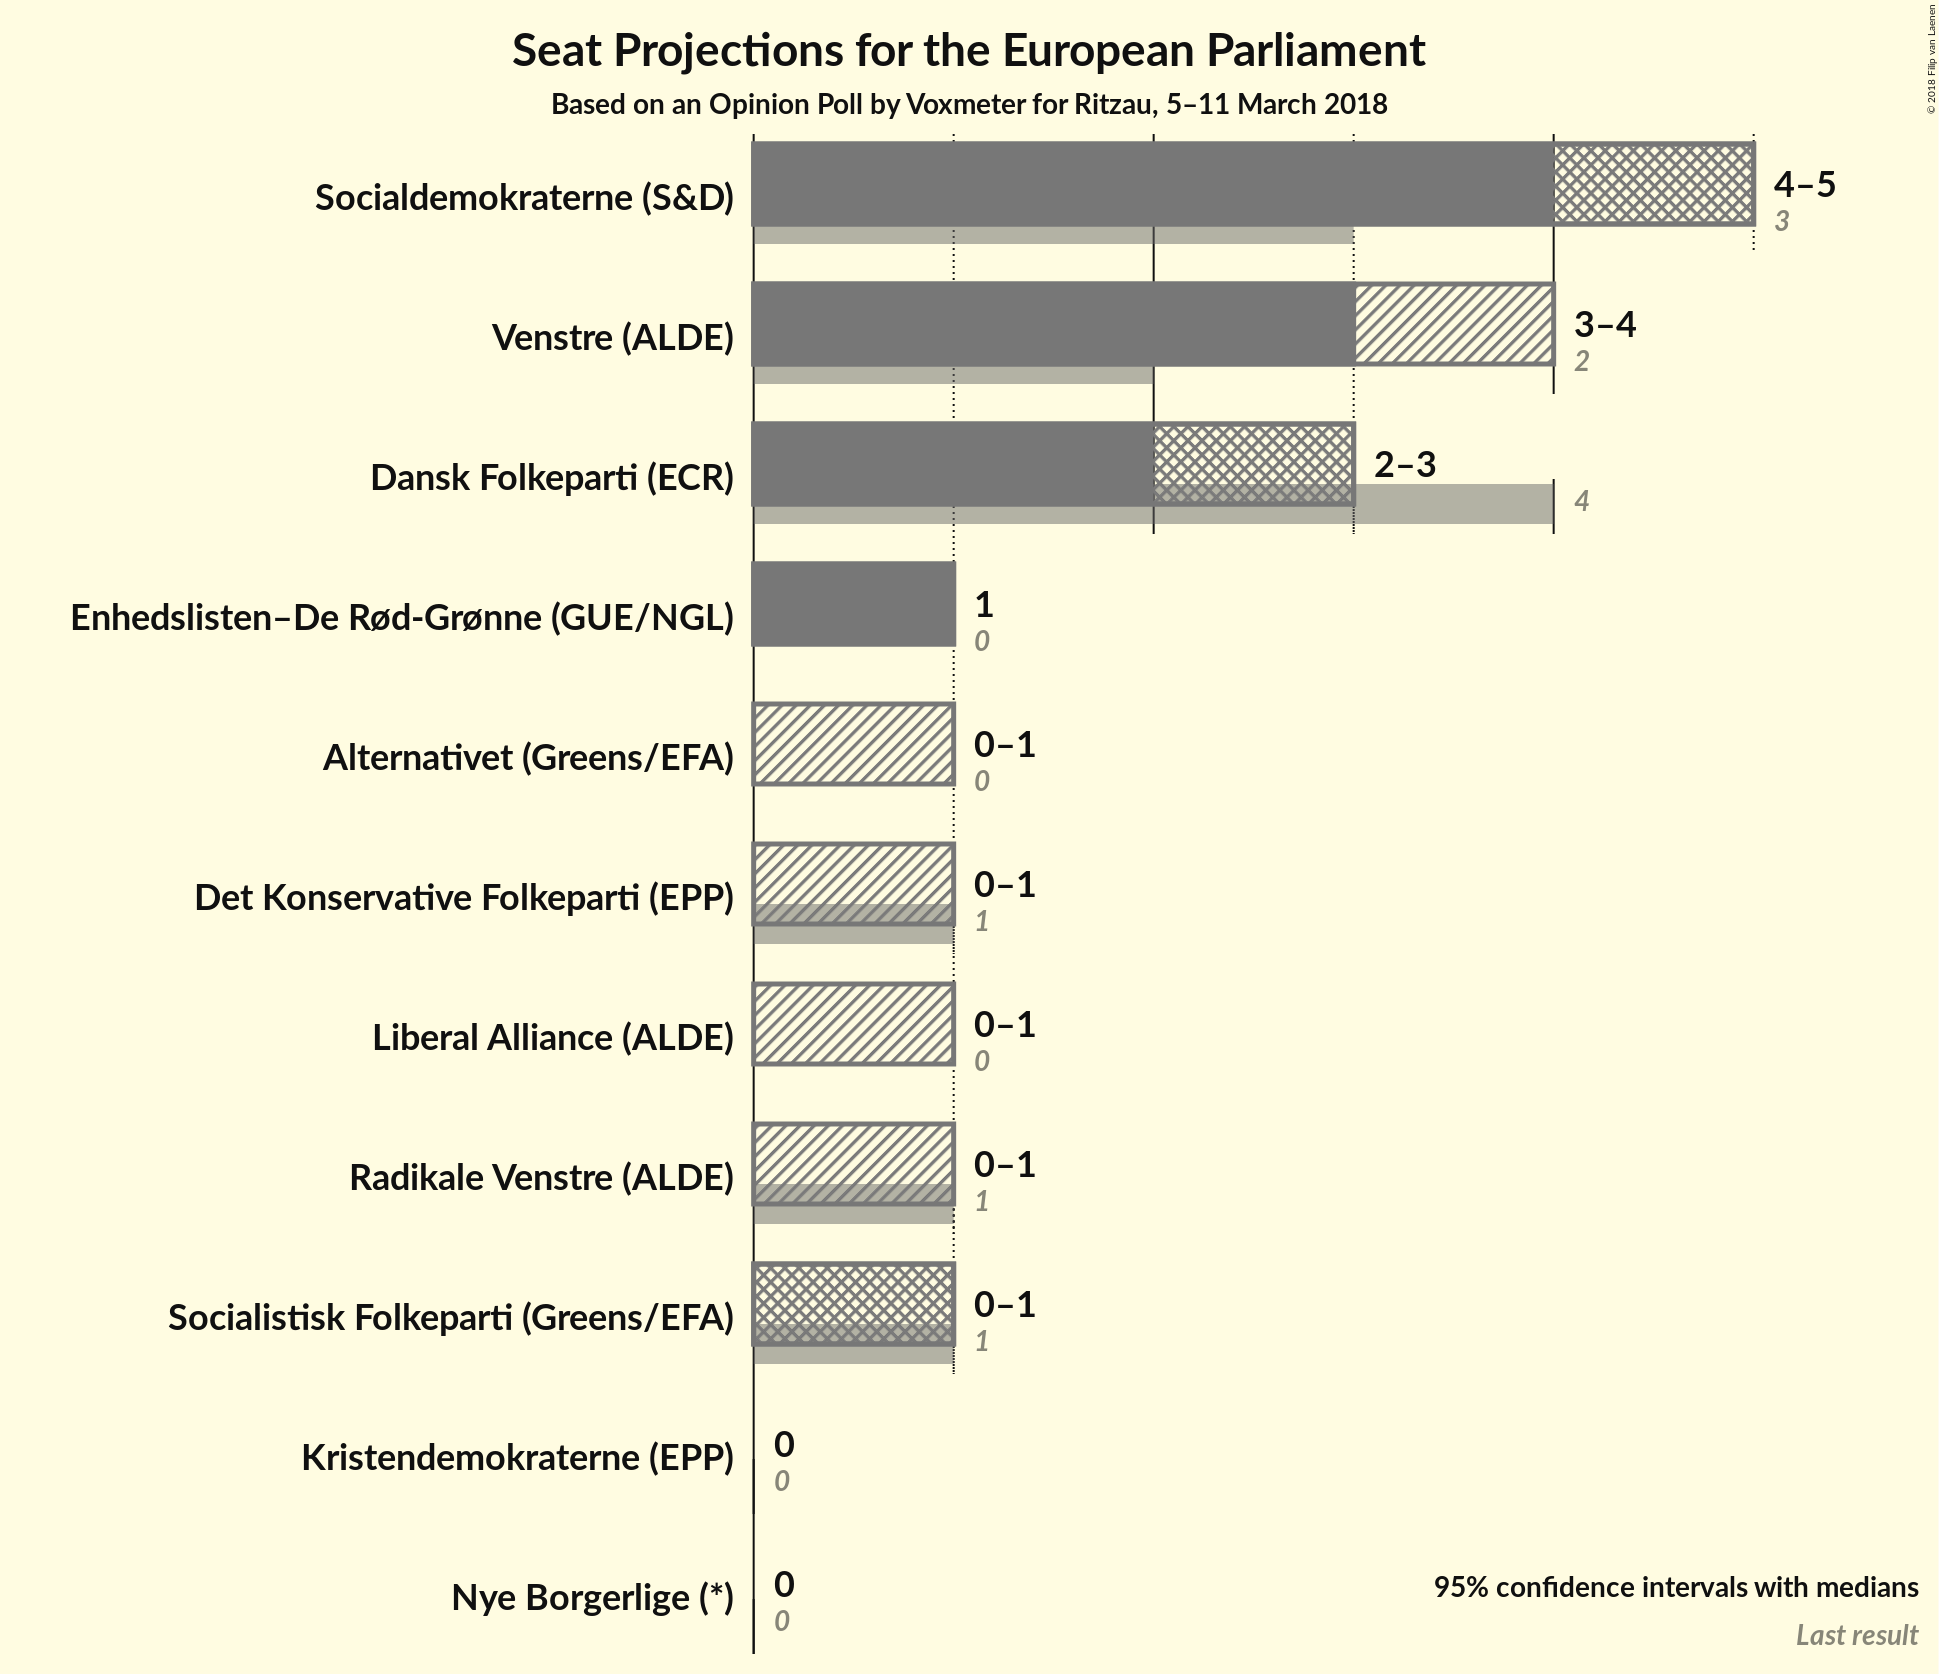 Seat Projections for the European Parliament
Based on an Opinion Poll by Voxmeter for Ritzau, 5–11 March 2018
© 2018 Filip van Laenen
Socialdemokraterne (S&D)
4–5
3
Venstre (ALDE)
3–4
2
Dansk Folkeparti (ECR)
2–3
4
Enhedslisten–De Rød-Grønne (GUE/NGL)
1
0
Alternativet (Greens/EFA)
0–1
0
Det Konservative Folkeparti (EPP)
0–1
1
Liberal Alliance (ALDE)
0–1
0
Radikale Venstre (ALDE)
0–1
1
Socialistisk Folkeparti (Greens/EFA)
0–1
1
Kristendemokraterne (EPP)
0
0
Nye Borgerlige (*)
0
0
95% confidence intervals with medians
Last result